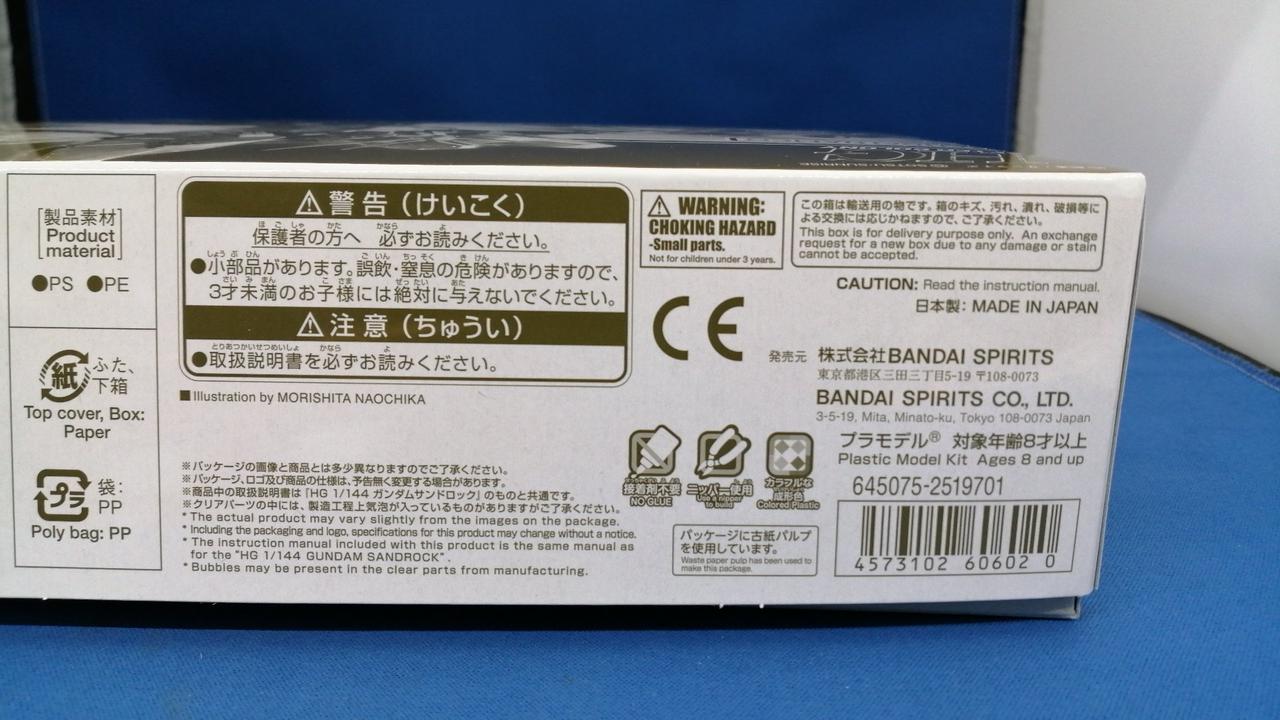 [製品素材]
Product
material
●PS ●PE
紙
ふた、
下箱
Top cover, Box:
Paper
プラ
袋:
PP
Poly bag: PP
⚠警告(けいこく)
保護者の方へ 必ずお読みください。
●小部品があります。誤飲・窒息の危険がありますので、
3才未満のお子様には絶対に与えないでください。
⚠注意(ちゅうい)
●取扱説明書を必ずお読みください。
■Illustration by MORISHITA NAOCHIKA
※パッケージの画像と商品とは多少異なりますのでご了承ください。
※パッケージ、ロゴ及び商品の仕様は、予告無く変更する場合があります。
※商品中の取扱説明書は「HG 1/144 ガンダムサンドロック」のものと共通です。
※クリアパーツの中には、製造工程上気泡が入っているものがありますがご了承ください。
* The actual product may vary slightly from the images on the package.
* Including the packaging and logo, specifications for this product may change without a notice.
* The instruction manual included with this product is the same manual as
for the "HG 1/144 GUNDAM SANDROCK".
* Bubbles may be present in the clear parts from manufacturing.
⚠WARNING:
CHOKING HAZARD
-Small parts.
Not for children under 3 years.
この箱は輸送用の物です。箱のキズ、汚れ、潰れ、破損等に
よる交換には応じかねますので、ご了承ください。
This box is for delivery purpose only. An exchange
request for a new box due to any damage or stain
cannot be accepted.
CAUTION: Read the instruction manual.
日本製: MADE IN JAPAN
CE
発売元 株式会社BANDAI SPIRITS
東京都港区三田三丁目5-19 〒108-0073
BANDAI SPIRITS CO., LTD.
3-5-19, Mita, Minato-ku, Tokyo 108-0073 Japan
接着剤不要
NO GLUE
ニッパー使用
Use a nipper
to build
カラフルな
成形色
Colored Plastic
プラモデル® 対象年齢8才以上
Plastic Model Kit Ages 8 and up
645075-2519701
パッケージに古紙パルプ
を使用しています。
Waste paper pulp has been used to
make this package.
4573102 60602 0